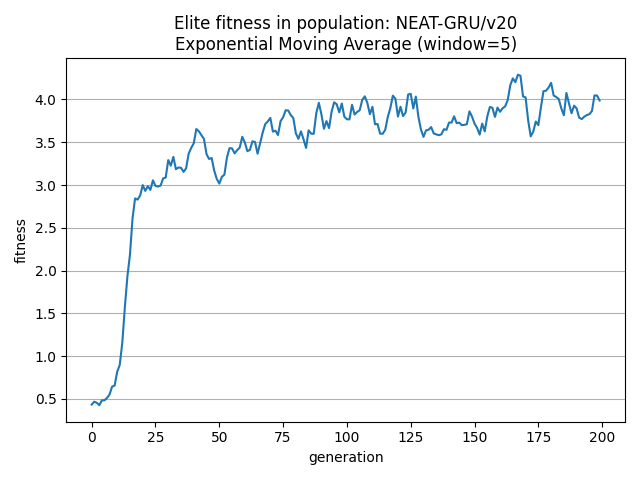 Elite fitness in population: NEAT-GRU/v20
Exponential Moving Average (window=5)
4.0
3.5
3.0
2.5
2.0
1.5
1.0
0.5
fitness
0 25 50 75 100 125 150 175 200
generation